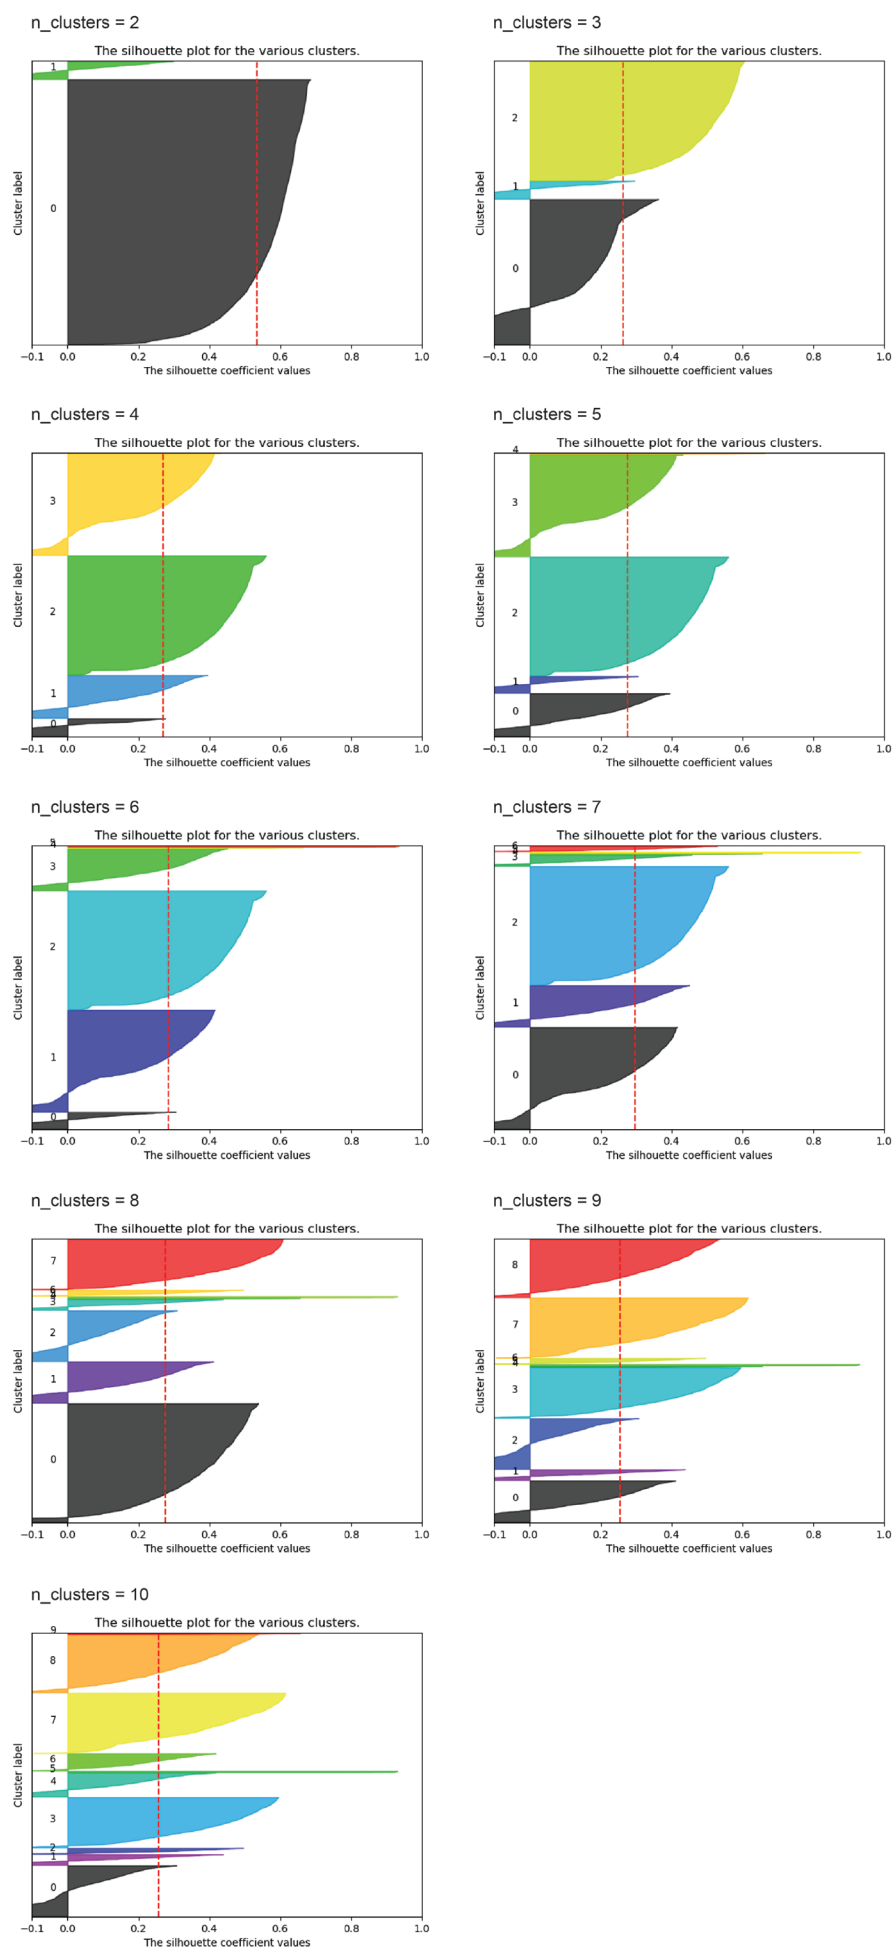 n_clusters = 2
The silhouette plot for the various clusters.
1
0
Cluster label
−0.1 0.0 0.2 0.4 0.6 0.8 1.0
The silhouette coefficient values
n_clusters = 3
The silhouette plot for the various clusters.
2
1
0
Cluster label
−0.1 0.0 0.2 0.4 0.6 0.8 1.0
The silhouette coefficient values
n_clusters = 4
The silhouette plot for the various clusters.
3
2
1
0
Cluster label
−0.1 0.0 0.2 0.4 0.6 0.8 1.0
The silhouette coefficient values
n_clusters = 5
The silhouette plot for the various clusters.
4
3
2
1
0
Cluster label
−0.1 0.0 0.2 0.4 0.6 0.8 1.0
The silhouette coefficient values
n_clusters = 6
The silhouette plot for the various clusters.
3
2
1
0
Cluster label
−0.1 0.0 0.2 0.4 0.6 0.8 1.0
The silhouette coefficient values
n_clusters = 7
The silhouette plot for the various clusters.
6
3
2
1
0
Cluster label
−0.1 0.0 0.2 0.4 0.6 0.8 1.0
The silhouette coefficient values
n_clusters = 8
The silhouette plot for the various clusters.
7
6
3
2
1
0
Cluster label
−0.1 0.0 0.2 0.4 0.6 0.8 1.0
The silhouette coefficient values
n_clusters = 9
The silhouette plot for the various clusters.
8
7
6
4
3
2
1
0
Cluster label
−0.1 0.0 0.2 0.4 0.6 0.8 1.0
The silhouette coefficient values
n_clusters = 10
The silhouette plot for the various clusters.
9
8
7
6
5
4
3
2
1
0
Cluster label
−0.1 0.0 0.2 0.4 0.6 0.8 1.0
The silhouette coefficient values